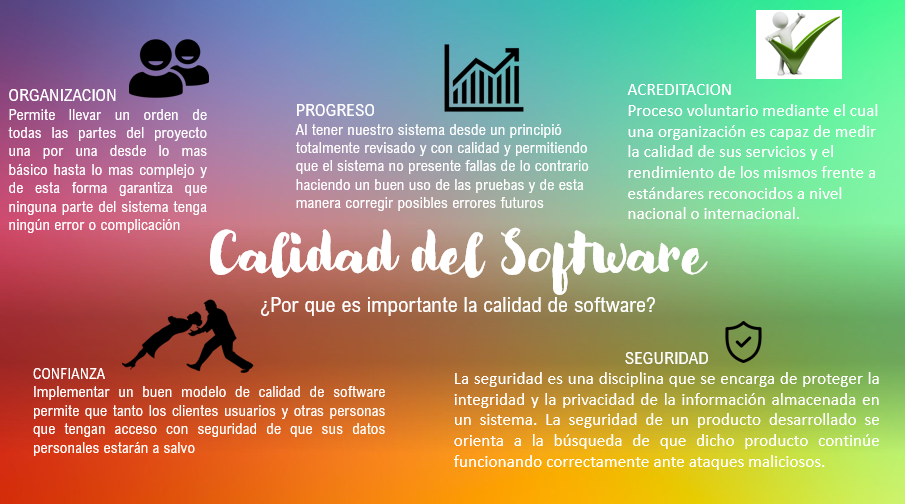 ORGANIZACION
Permite llevar un orden de
todas las partes del proyecto
una por una desde lo mas
básico hasta lo mas complejo y
de esta forma garantiza que
ninguna parte del sistema tenga
ningún error o complicación
PROGRESO
Al tener nuestro sistema desde un principió
totalmente revisado y con calidad y permitiendo
que el sistema no presente fallas de lo contrario
haciendo un buen uso de las pruebas y de esta
manera corregir posibles errores futuros
ACREDITACION
Proceso voluntario mediante el cual
una organización es capaz de medir
la calidad de sus servicios y el
rendimiento de los mismos frente a
estándares reconocidos a nivel
nacional o internacional.
Calidad del Software
¿Por que es importante la calidad de software?
CONFIANZA
Implementar un buen modelo de calidad de software
permite que tanto los clientes usuarios y otras personas
que tengan acceso con seguridad de que sus datos
personales estarán a salvo
SEGURIDAD
La seguridad es una disciplina que se encarga de proteger la
integridad y la privacidad de la información almacenada en
un sistema. La seguridad de un producto desarrollado se
orienta a la búsqueda de que dicho producto continúe
funcionando correctamente ante ataques maliciosos.